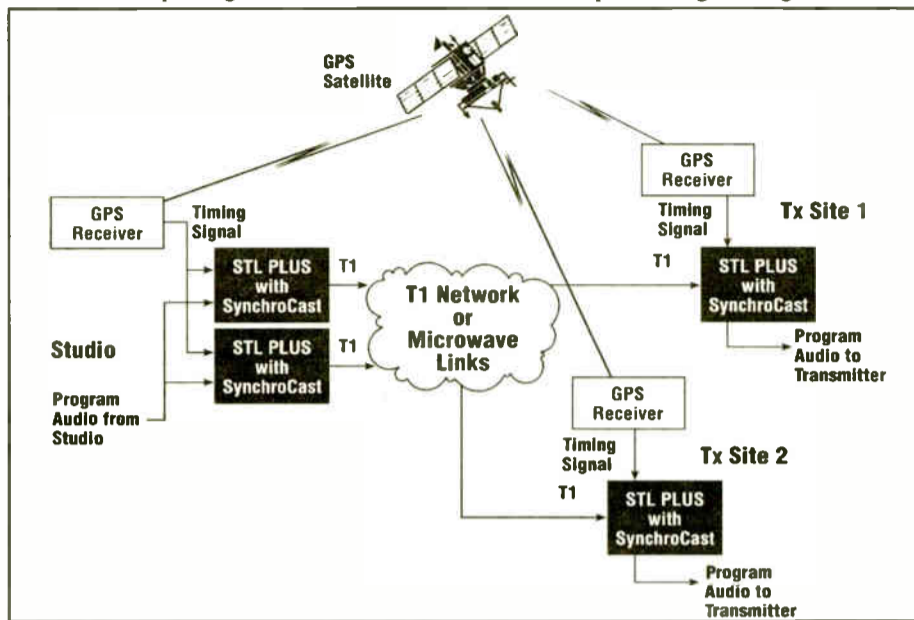 GPS
Satellite
GPS
Receiver
Timing
Signal
STL PLUS
with
SynchroCast
T1
STL PLUS
with
SynchroCast
T1
Studio
Program
Audio from
Studio
T1 Network
or
Microwave
Links
GPS
Receiver
Timing
Signal
Tx Site 1
T1
STL PLUS
with
SynchroCast
Program
Audio to
Transmitter
GPS
Receiver
Timing
Signal
Tx Site 2
T1
STL PLUS
with
SynchroCast
Program
Audio to
Transmitter